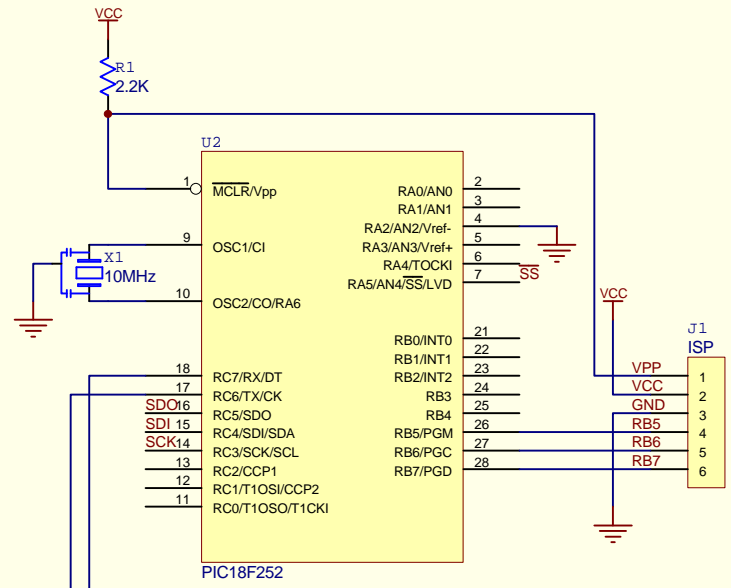 VCC
R1
2.2K
U2
1
MCLR/Vpp
9
OSC1/CI
X1
10MHz
10
OSC2/CO/RA6
18
RC7/RX/DT
17
RC6/TX/CK
SDO
16
RC5/SDO
SDI
15
RC4/SDI/SDA
SCK
14
RC3/SCK/SCL
13
RC2/CCP1
12
RC1/T1OSI/CCP2
11
RC0/T1OSO/T1CKI
RA0/AN0
2
RA1/AN1
3
RA2/AN2/Vref-
4
RA3/AN3/Vref+
5
RA4/TOCKI
6
RA5/AN4/SS/LVD
7
SS
RB0/INT0
21
RB1/INT1
22
RB2/INT2
23
RB3
24
RB4
25
RB5/PGM
26
RB6/PGC
27
RB7/PGD
28
PIC18F252
VCC
J1
ISP
VPP
1
VCC
2
GND
3
RB5
4
RB6
5
RB7
6